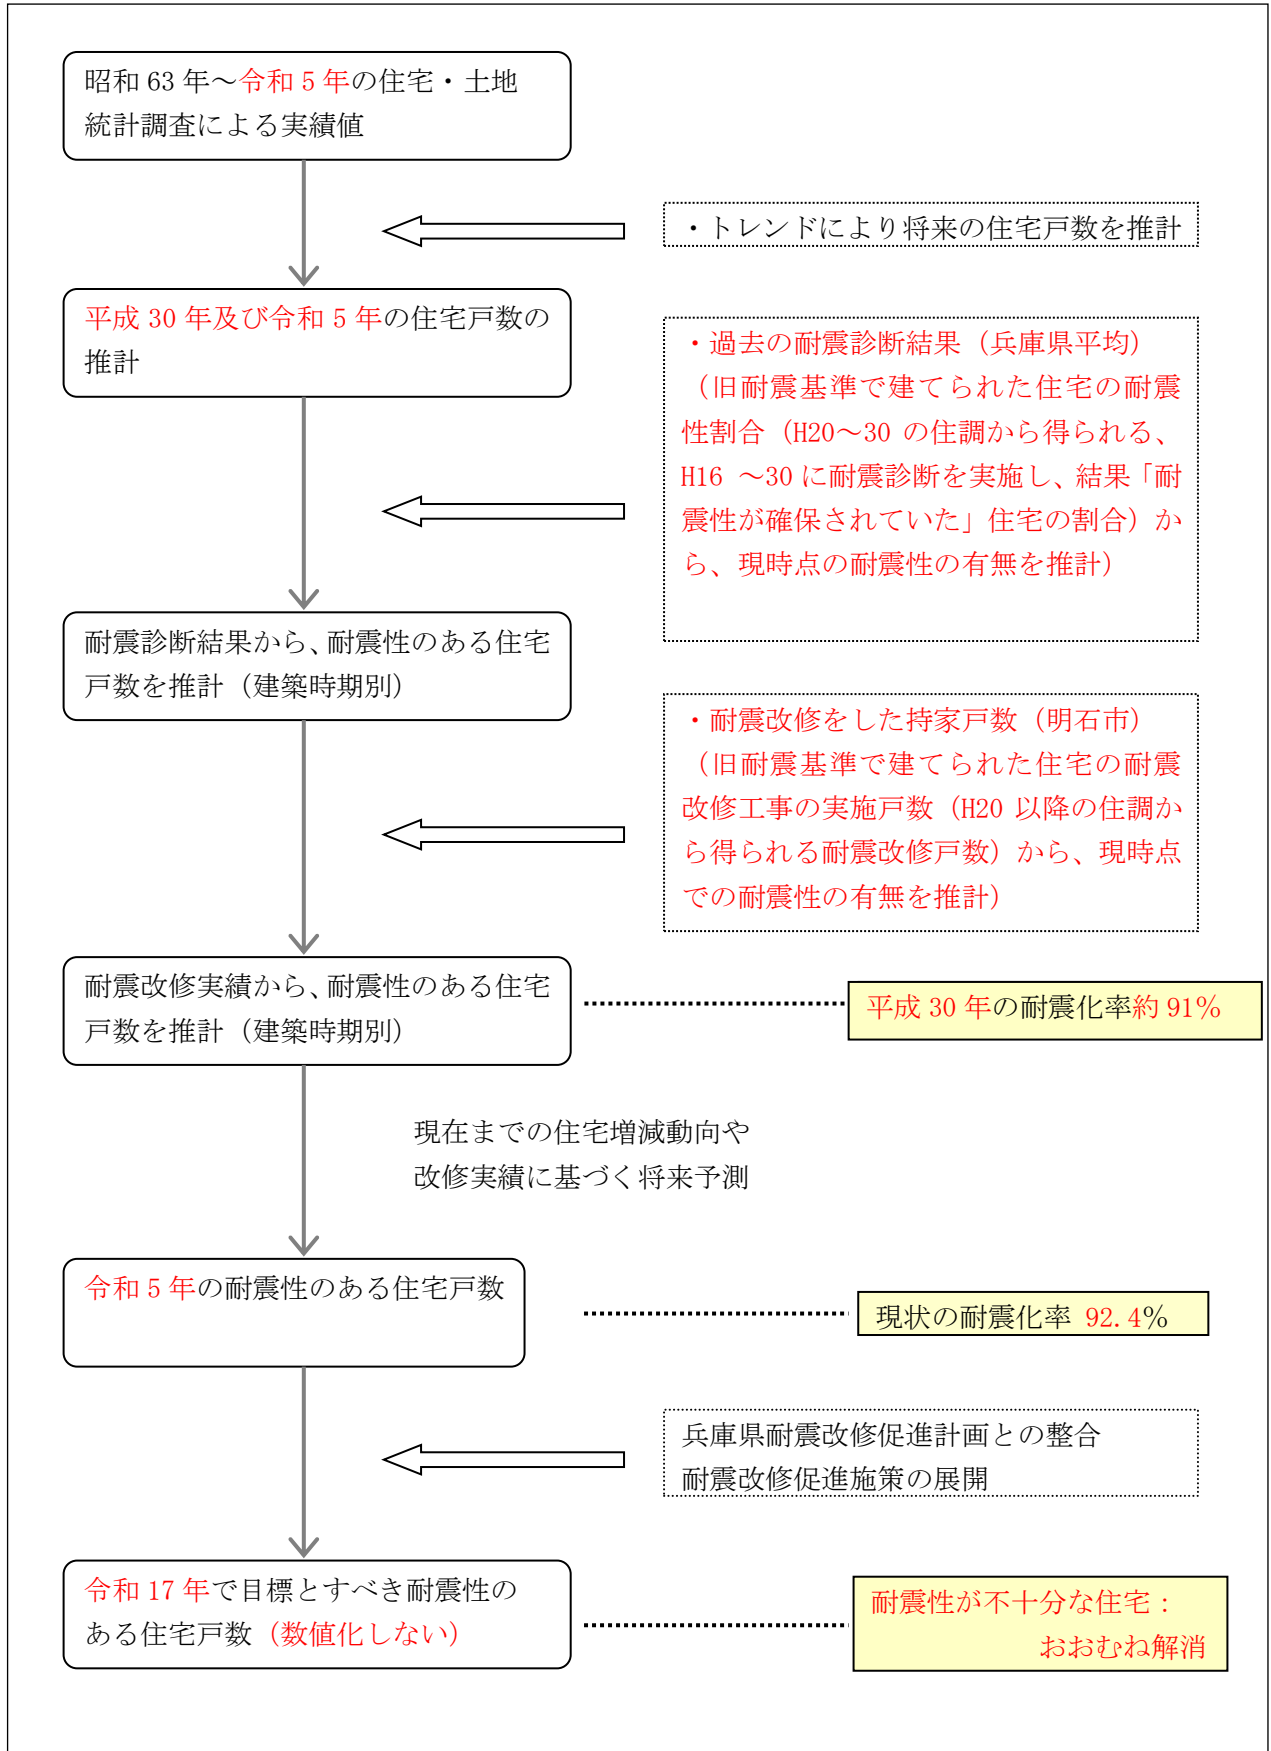 昭和 63 年～令和 5 年の住宅・土地
統計調査による実績値
・トレンドにより将来の住宅戸数を推計
平成 30 年及び令和 5 年の住宅戸数の
推計
・過去の耐震診断結果（兵庫県平均）
（旧耐震基準で建てられた住宅の耐震
性割合（H20～30 の住調から得られる、
H16 ～30 に耐震診断を実施し、結果「耐
震性が確保されていた」住宅の割合）か
ら、現時点の耐震性の有無を推計）
耐震診断結果から、耐震性のある住宅
戸数を推計（建築時期別）
・耐震改修をした持家戸数（明石市）
（旧耐震基準で建てられた住宅の耐震
改修工事の実施戸数（H20 以降の住調か
ら得られる耐震改修戸数）から、現時点
での耐震性の有無を推計）
耐震改修実績から、耐震性のある住宅
戸数を推計（建築時期別）
平成 30 年の耐震化率約 91％
現在までの住宅増減動向や
改修実績に基づく将来予測
令和 5 年の耐震性のある住宅戸数
現状の耐震化率 92.4％
兵庫県耐震改修促進計画との整合
耐震改修促進施策の展開
令和 17 年で目標とすべき耐震性の
ある住宅戸数（数値化しない）
耐震性が不十分な住宅：
おおむね解消